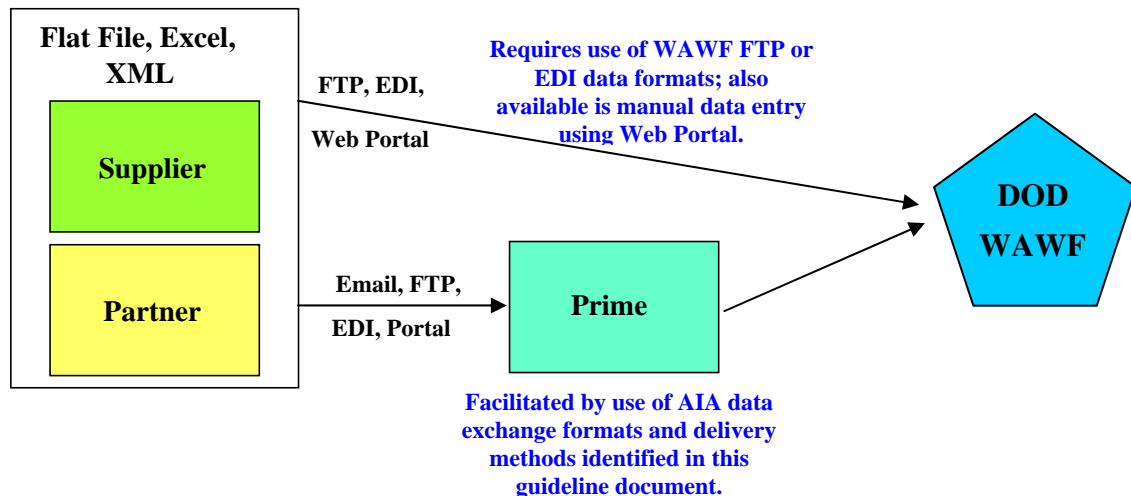 Flat File, Excel,
XML
Supplier
Partner
FTP, EDI,
Web Portal
Requires use of WAWF FTP or
EDI data formats; also
available is manual data entry
using Web Portal.
Email, FTP,
EDI, Portal
Prime
Facilitated by use of AIA data
exchange formats and delivery
methods identified in this
guideline document.
DOD
WAWF